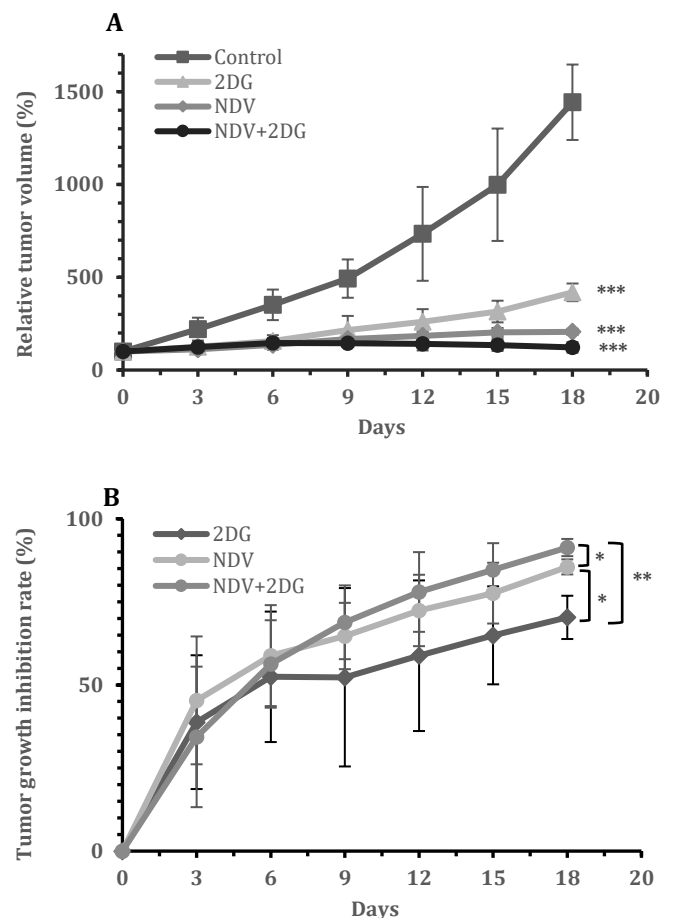 A
Control
2DG
NDV
NDV+2DG
Relative tumor volume (%)
1500
1000
500
0
***
***
***
0 3 6 9 12 15 18 20
Days
B
2DG
NDV
NDV+2DG
Tumor growth inhibition rate (%)
100
50
0
*
*
**
0 3 6 9 12 15 18 20
Days